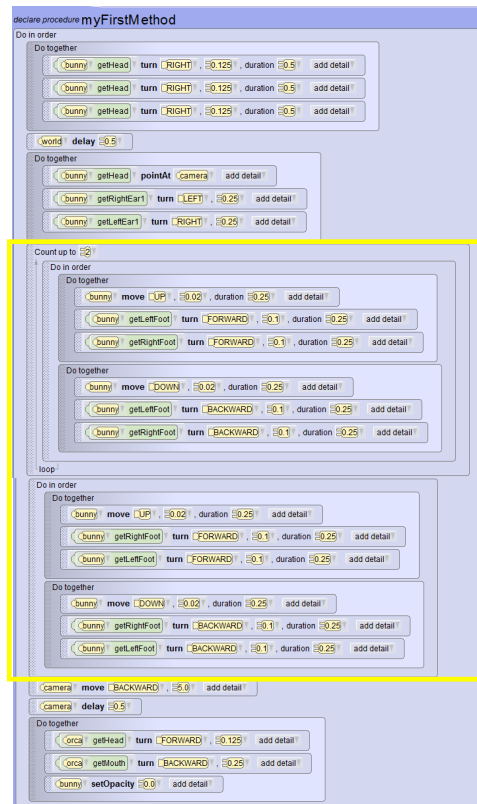 declare procedure myFirstMethod
Do in order
Do together
bunny getHead turn RIGHT , 0.125 , duration 0.5 add detail
bunny getHead turn RIGHT , 0.125 , duration 0.5 add detail
bunny getHead turn RIGHT , 0.125 , duration 0.5 add detail
world delay 0.5
Do together
bunny getHead pointAt camera add detail
bunny getRightEar1 turn LEFT , 0.25 add detail
bunny getLeftEar1 turn RIGHT , 0.25 add detail
Count up to 2
Do in order
Do together
bunny move UP , 0.02 , duration 0.25 add detail
bunny getLeftFoot turn FORWARD , 0.1 , duration 0.25 add detail
bunny getRightFoot turn FORWARD , 0.1 , duration 0.25 add detail
Do together
bunny move DOWN , 0.02 , duration 0.25 add detail
bunny getLeftFoot turn BACKWARD , 0.1 , duration 0.25 add detail
bunny getRightFoot turn BACKWARD , 0.1 , duration 0.25 add detail
loop
Do in order
Do together
bunny move UP , 0.02 , duration 0.25 add detail
bunny getRightFoot turn FORWARD , 0.1 , duration 0.25 add detail
bunny getLeftFoot turn FORWARD , 0.1 , duration 0.25 add detail
Do together
bunny move DOWN , 0.02 , duration 0.25 add detail
bunny getRightFoot turn BACKWARD , 0.1 , duration 0.25 add detail
bunny getLeftFoot turn BACKWARD , 0.1 , duration 0.25 add detail
camera move BACKWARD , 5.0 add detail
camera delay 0.5
Do together
orca getHead turn FORWARD , 0.125 add detail
orca getMouth turn BACKWARD , 0.25 add detail
bunny setOpacity 0.0 add detail